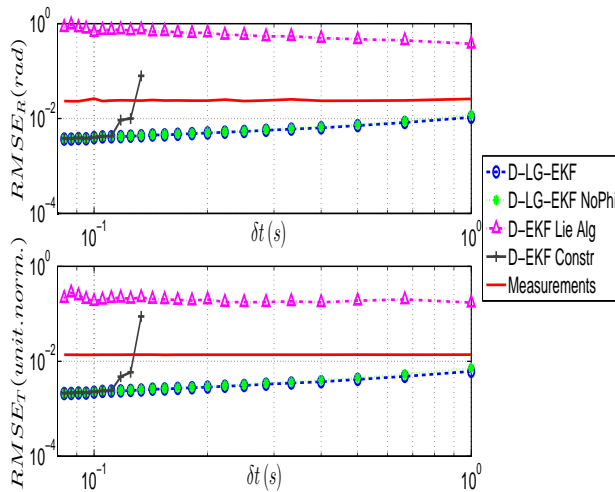 10^0
10^-2
10^-4
RMSE_R(rad)
10^-1
10^0
δt(s)
D-LG-EKF
D-LG-EKF NoPhi
D-EKF Lie Alg
D-EKF Constr
Measurements
10^0
10^-2
10^-4
RMSE_T(unit.norm.)
10^-1
10^0
δt(s)